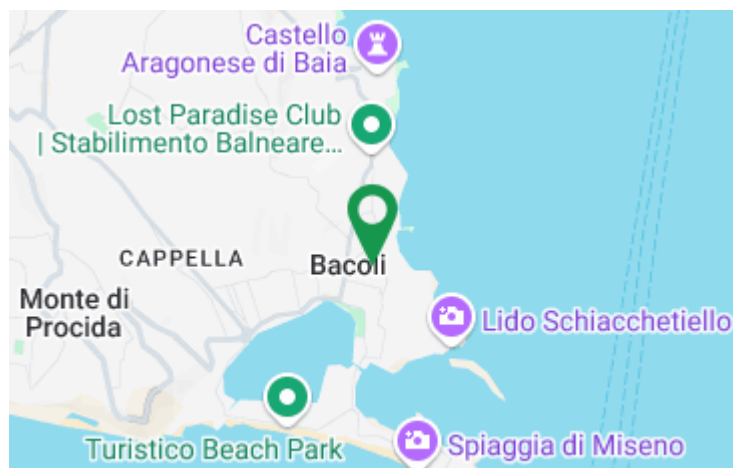 Castello
Aragonese di Baia
Lost Paradise Club
| Stabilimento Balneare...
CAPPELLA
Bacoli
Monte di
Procida
Lido Schiacchetiello
Turistico Beach Park
Spiaggia di Miseno